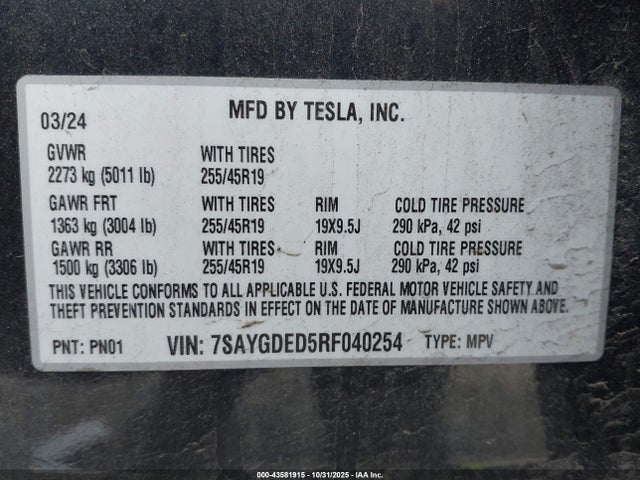 MFD BY TESLA, INC.
03/24
GVWR WITH TIRES
2273 kg (5011 lb) 255/45R19
GAWR FRT WITH TIRES RIM COLD TIRE PRESSURE
1363 kg (3004 lb) 255/45R19 19X9.5J 290 kPa, 42 psi
GAWR RR WITH TIRES RIM COLD TIRE PRESSURE
1500 kg (3306 lb) 255/45R19 19X9.5J 290 kPa, 42 psi
THIS VEHICLE CONFORMS TO ALL APPLICABLE U.S. FEDERAL MOTOR VEHICLE SAFETY AND
THEFT PREVENTION STANDARDS IN EFFECT ON THE DATE OF MANUFACTURE SHOWN ABOVE.
PNT: PN01 VIN: 7SAYGDED5RF040254 TYPE: MPV
000-43581915 - 10/31/2025 - IAA Inc.